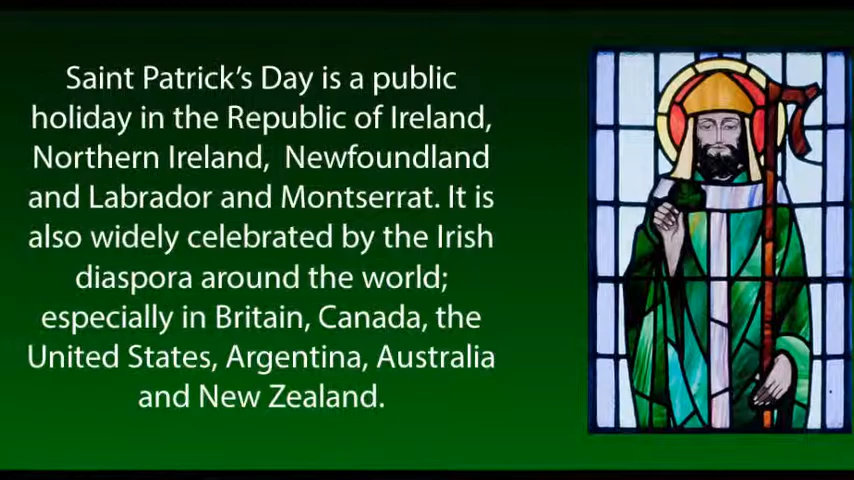 Saint Patrick’s Day is a public
holiday in the Republic of Ireland,
Northern Ireland,  Newfoundland
and Labrador and Montserrat. It is
also widely celebrated by the Irish
diaspora around the world;
especially in Britain, Canada, the
United States, Argentina, Australia
and New Zealand.